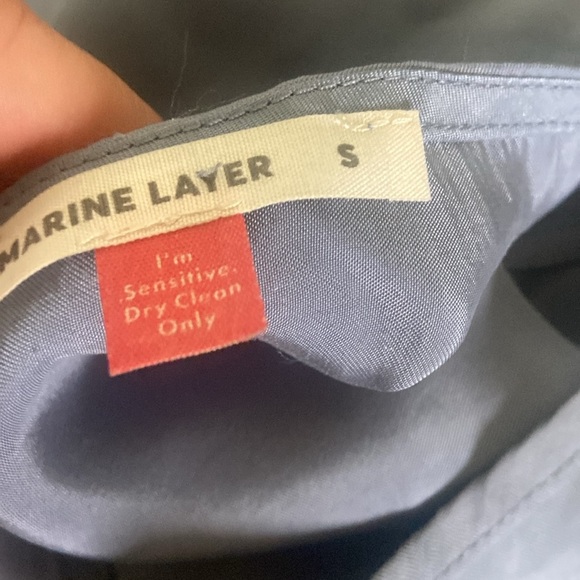 MARINE LAYER S
I'm
Sensitive.
Dry Clean
Only